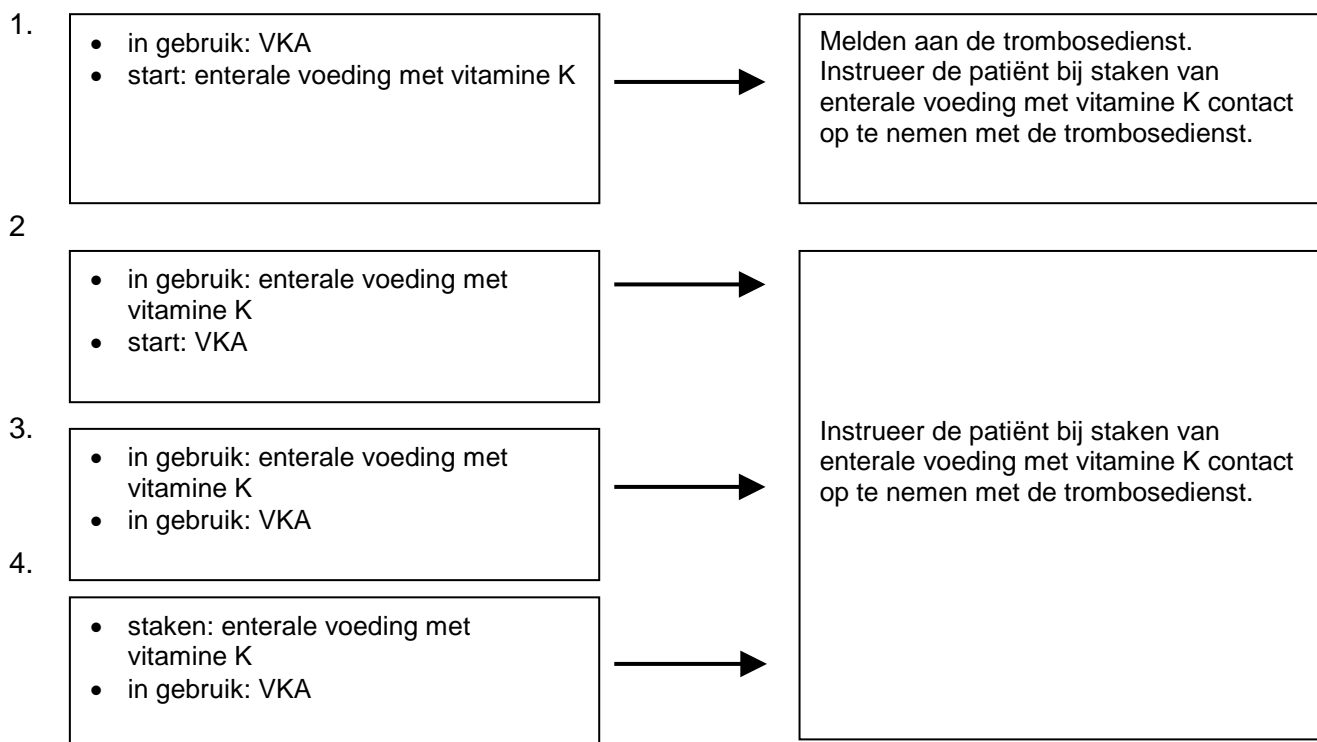 1.
• in gebruik: VKA
• start: enterale voeding met vitamine K
Melden aan de trombosedienst.
Instrueer de patiënt bij staken van
enterale voeding met vitamine K contact
op te nemen met de trombosedienst.
2
• in gebruik: enterale voeding met
vitamine K
• start: VKA
3.
• in gebruik: enterale voeding met
vitamine K
• in gebruik: VKA
4.
• staken: enterale voeding met
vitamine K
• in gebruik: VKA
Instrueer de patiënt bij staken van
enterale voeding met vitamine K contact
op te nemen met de trombosedienst.